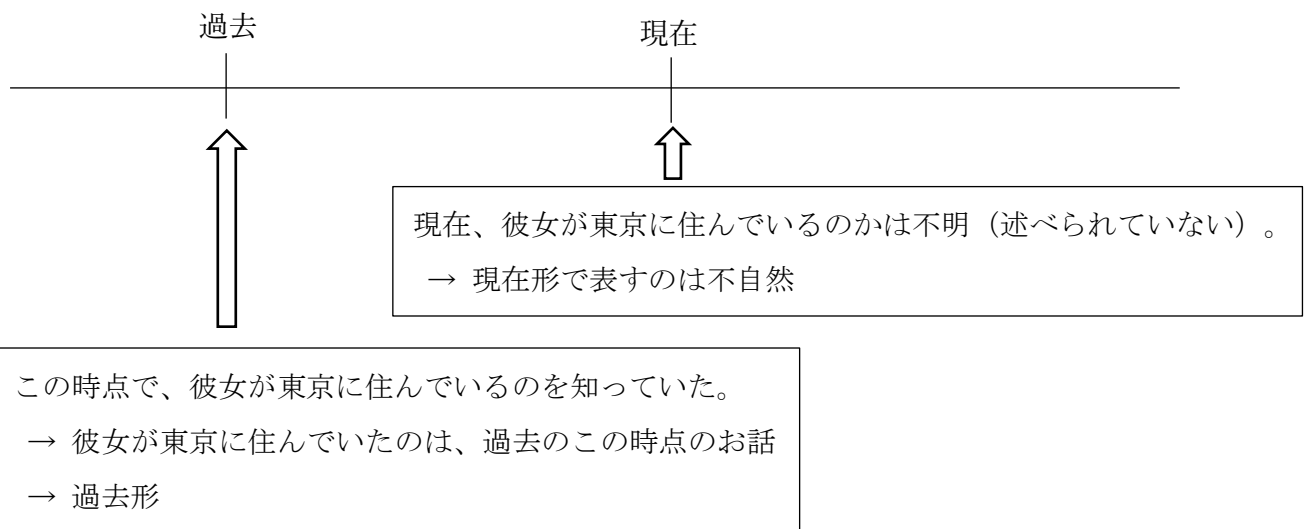 過去
現在
現在、彼女が東京に住んでいるのかは不明（述べられていない）。
→ 現在形で表すのは不自然
この時点で、彼女が東京に住んでいるのを知っていた。
→ 彼女が東京に住んでいたのは、過去のこの時点のお話
→ 過去形